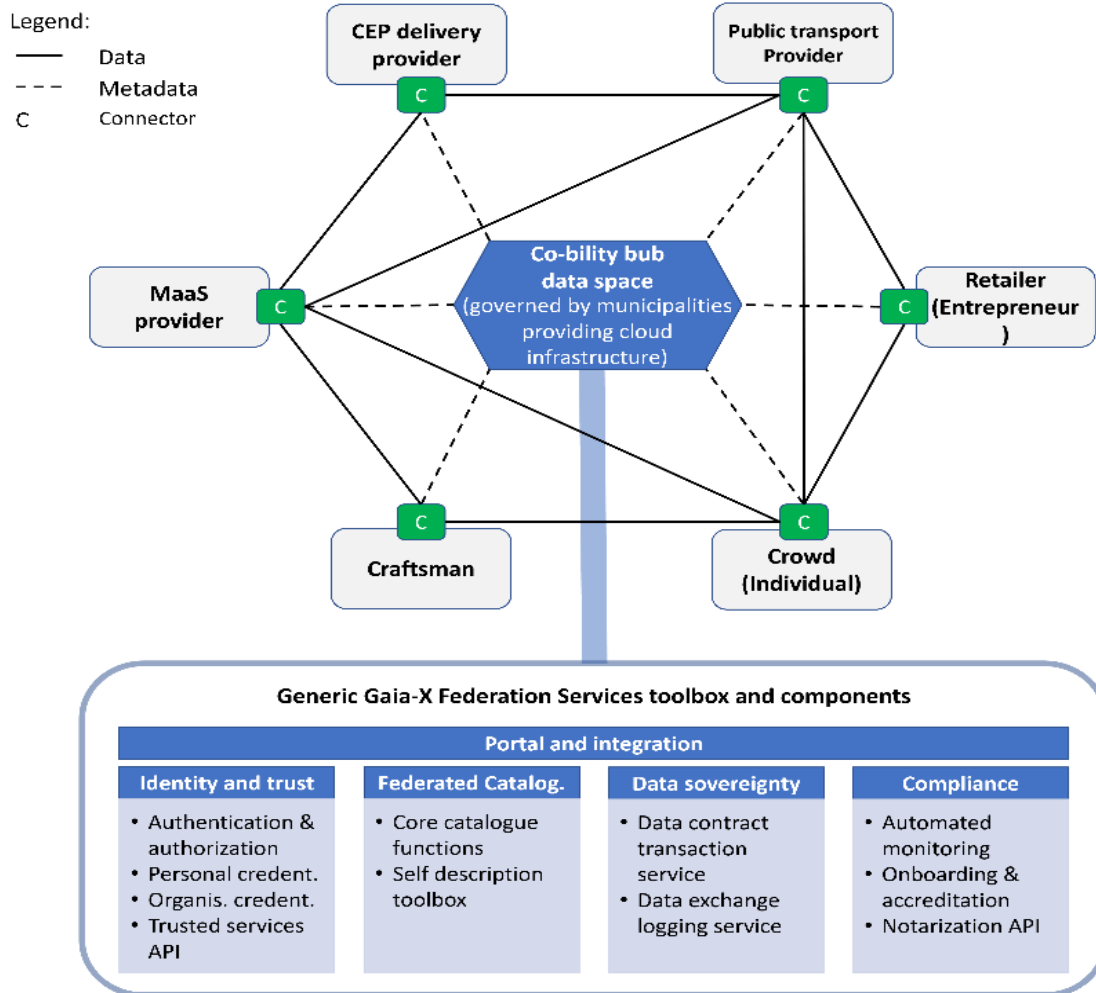 Legend:
Data
Metadata
C Connector
CEP delivery
provider
C
Public transport
Provider
C
MaaS
provider
C
Co-bility bub
data space
(governed by municipalities
providing cloud
infrastructure)
C
Retailer
(Entrepreneur
)
C
Craftsman
C
Crowd
(Individual)
Generic Gaia-X Federation Services toolbox and components
Portal and integration
Identity and trust
• Authentication &
authorization
• Personal credent.
• Organis. credent.
• Trusted services
API
Federated Catalog.
• Core catalogue
functions
• Self description
toolbox
Data sovereignty
• Data contract
transaction
service
• Data exchange
logging service
Compliance
• Automated
monitoring
• Onboarding &
accreditation
• Notarization API